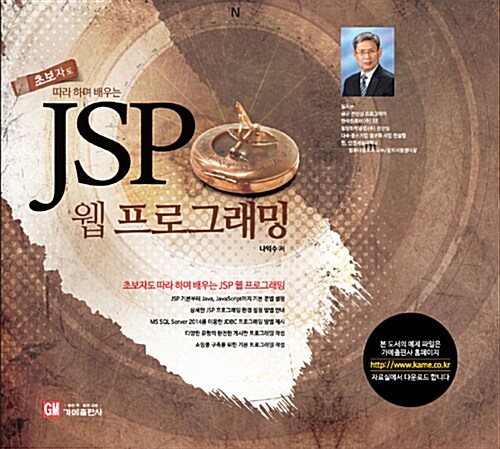 N
초보자도
따라 하며 배우는
JSP
웹 프로그래밍
나익수 저
초보자도 따라 하며 배우는 JSP 웹 프로그래밍
JSP 기본부터 Java, JavaScript까지 기본 문법 설명
상세한 JSP 프로그래밍 환경 설정 방법 안내
MS SQL Server 2014를 이용한 JDBC 프로그래밍 방법 제시
다양한 유형의 완전한 게시판 프로그램 작성
쇼핑몰 구축을 위한 기본 프로그램 작성
본 도서의 예제 파일은
가메출판사 홈페이지
http://www.kame.co.kr
자료실에서 다운로드 합니다
GM
가메출판사